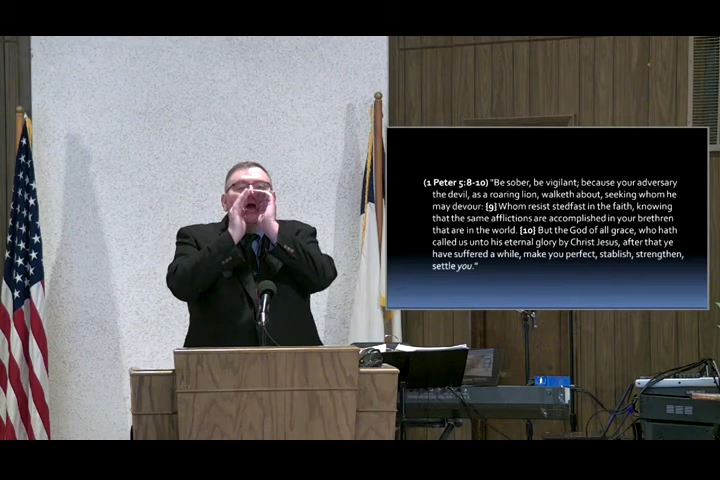 (1 Peter 5:8-10) "Be sober, be vigilant; because your adversary
the devil, as a roaring lion, walketh about, seeking whom he
may devour: [9] Whom resist stedfast in the faith, knowing
that the same afflictions are accomplished in your brethren
that are in the world. [10] But the God of all grace, who hath
called us unto his eternal glory by Christ Jesus, after that ye
have suffered a while, make you perfect, stablish, strengthen,
settle you."